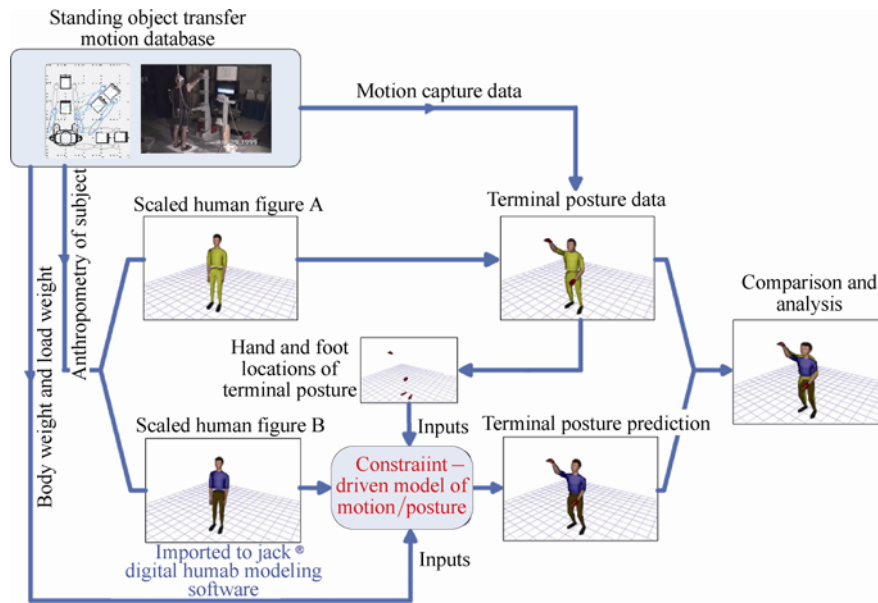 Standing object transfer
motion database
Motion capture data
Body weight and load weight
Anthropometry of subject
Scaled human figure A
Terminal posture data
Comparison and
analysis
Hand and foot
locations of
terminal posture
Scaled human figure B
Inputs
Terminal posture prediction
Constraiint—
driven model of
motion/posture
Imported to jack®
digital humab modeling
software
Inputs